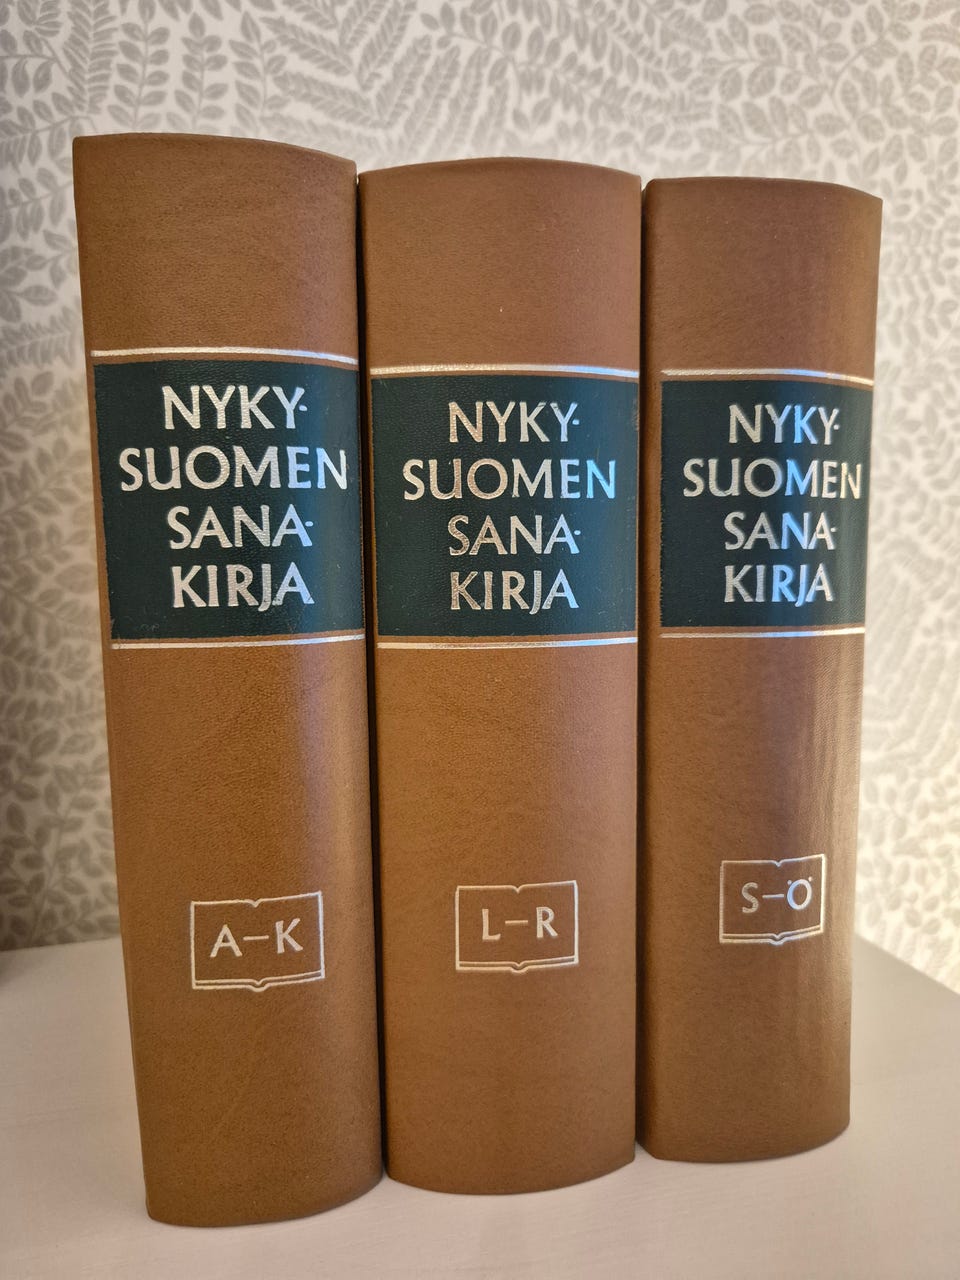 NYKY-
SUOMEN
SANA-
KIRJA
A–K
NYKY-
SUOMEN
SANA-
KIRJA
L–R
NYKY-
SUOMEN
SANA-
KIRJA
S–Ö